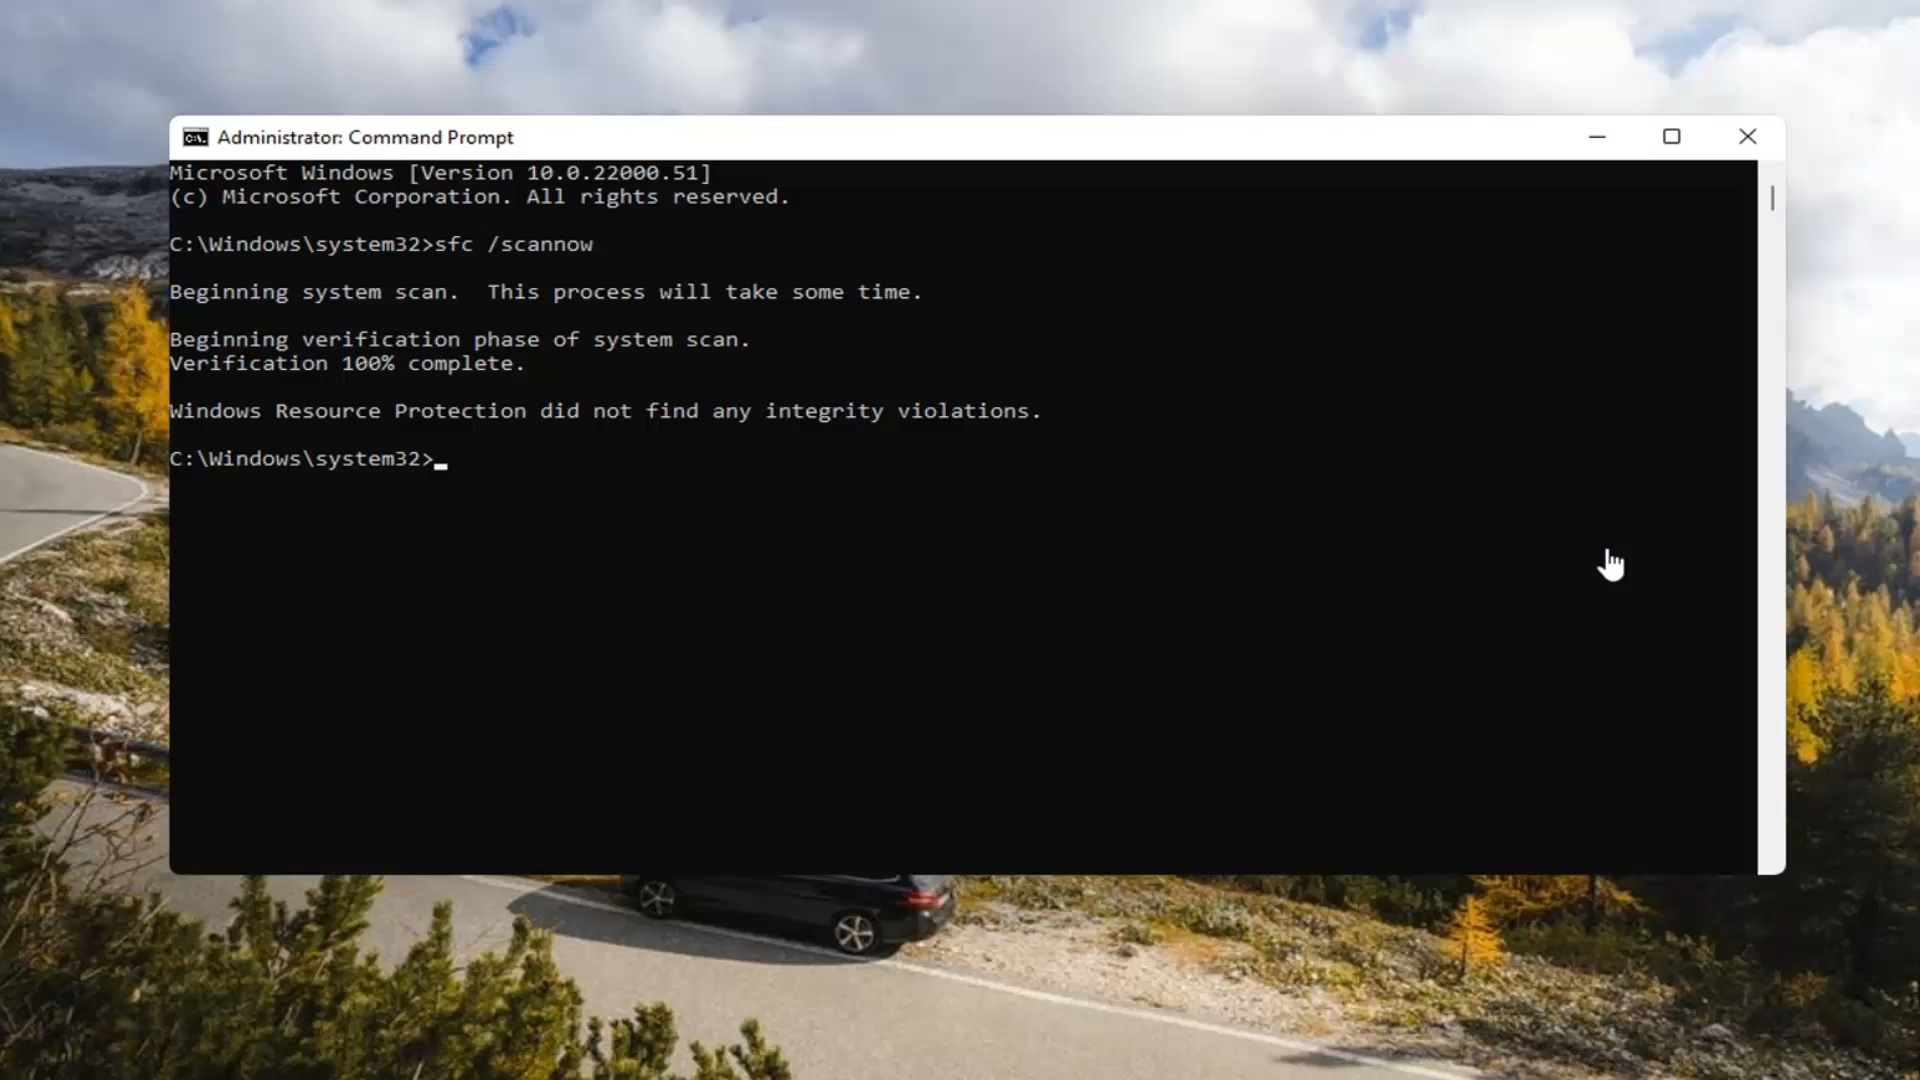 Administrator: Command Prompt
Microsoft Windows [Version 10.0.22000.51]
(c) Microsoft Corporation. All rights reserved.
C:\Windows\system32>sfc /scannow
Beginning system scan.  This process will take some time.
Beginning verification phase of system scan.
Verification 100% complete.
Windows Resource Protection did not find any integrity violations.
C:\Windows\system32>